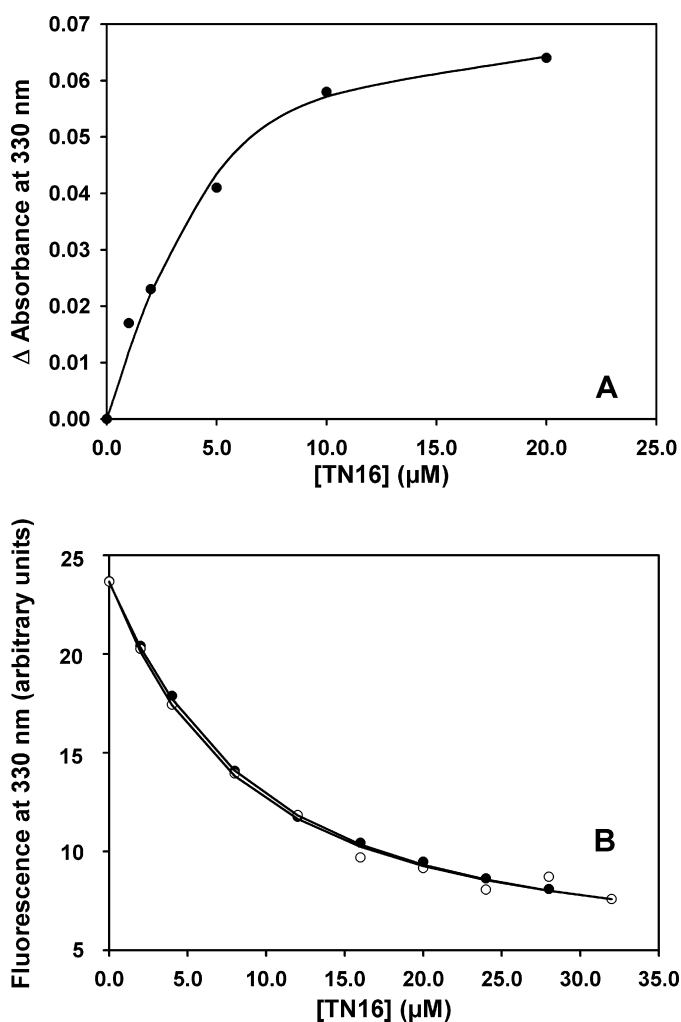 0.07
0.06
0.05
0.04
0.03
0.02
0.01
0.00
Δ Absorbance at 330 nm
A
0.0 5.0 10.0 15.0 20.0 25.0
[TN16] (µM)
25
20
15
10
5
Fluorescence at 330 nm (arbitrary units)
B
0.0 5.0 10.0 15.0 20.0 25.0 30.0 35.0
[TN16] (µM)